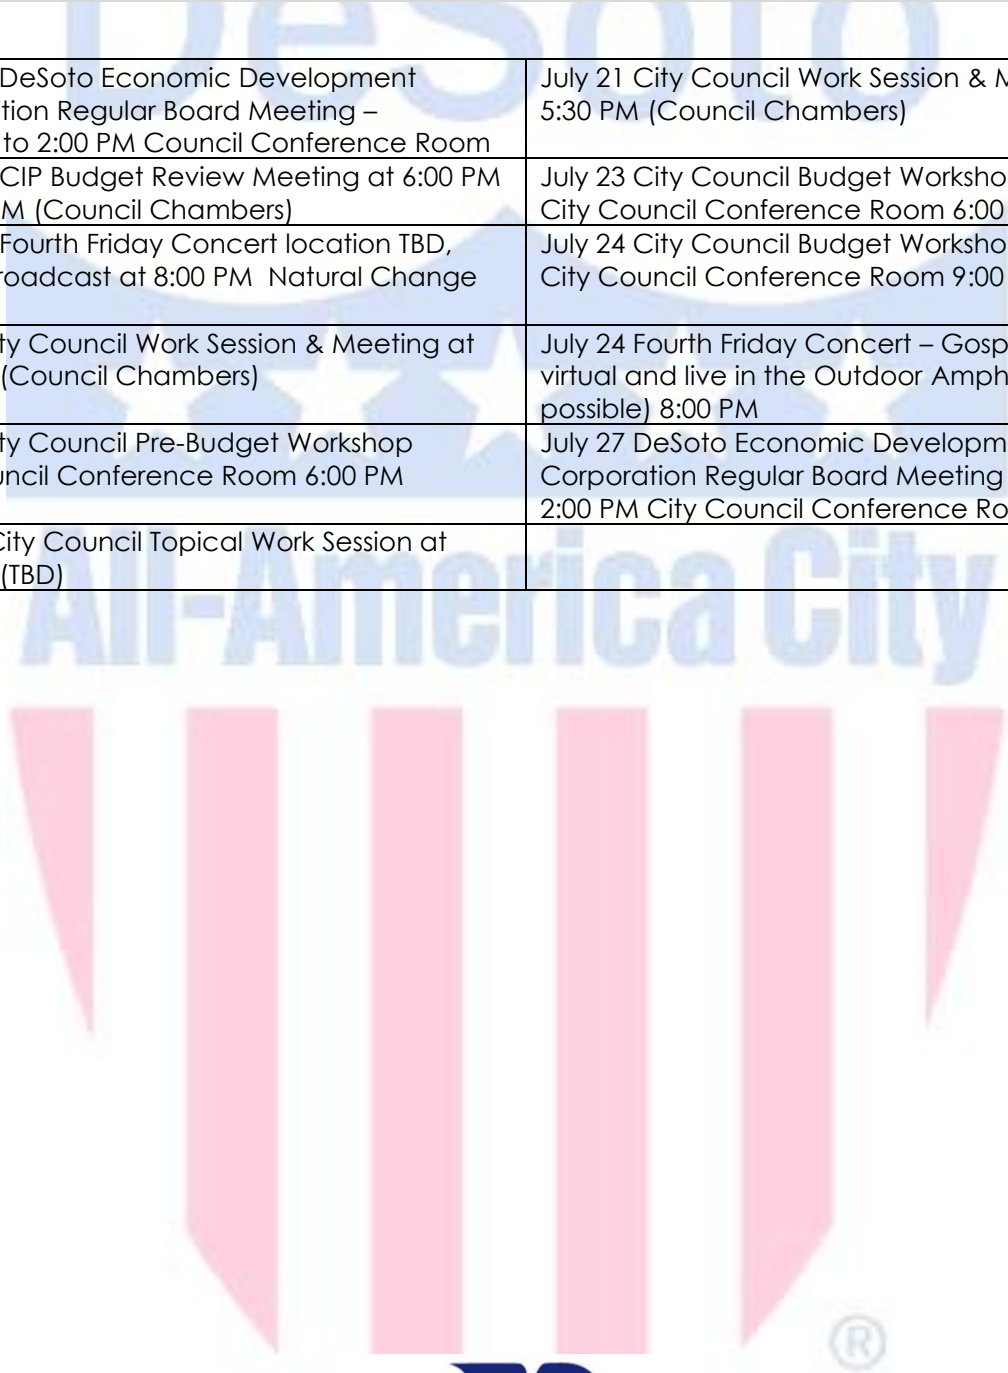 DeSoto
DeSoto Economic Development
tion Regular Board Meeting –
to 2:00 PM Council Conference Room
July 21 City Council Work Session & M
5:30 PM (Council Chambers)
CIP Budget Review Meeting at 6:00 PM
M (Council Chambers)
July 23 City Council Budget Worksho
City Council Conference Room 6:00
Fourth Friday Concert location TBD,
roadcast at 8:00 PM  Natural Change
July 24 City Council Budget Worksho
City Council Conference Room 9:00
ty Council Work Session & Meeting at
(Council Chambers)
July 24 Fourth Friday Concert – Gosp
virtual and live in the Outdoor Amph
possible) 8:00 PM
ty Council Pre-Budget Workshop
uncil Conference Room 6:00 PM
July 27 DeSoto Economic Developm
Corporation Regular Board Meeting
2:00 PM City Council Conference Ro
City Council Topical Work Session at
(TBD)
All-America City
®